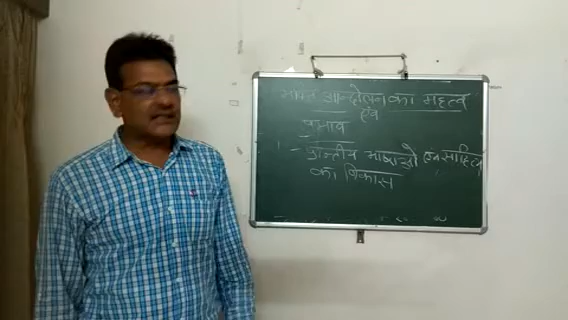 भक्ति आन्दोलन का महत्व
एवं
प्रभाव
1 - प्रान्तीय भाषाओ एवं साहित्य
का विकास